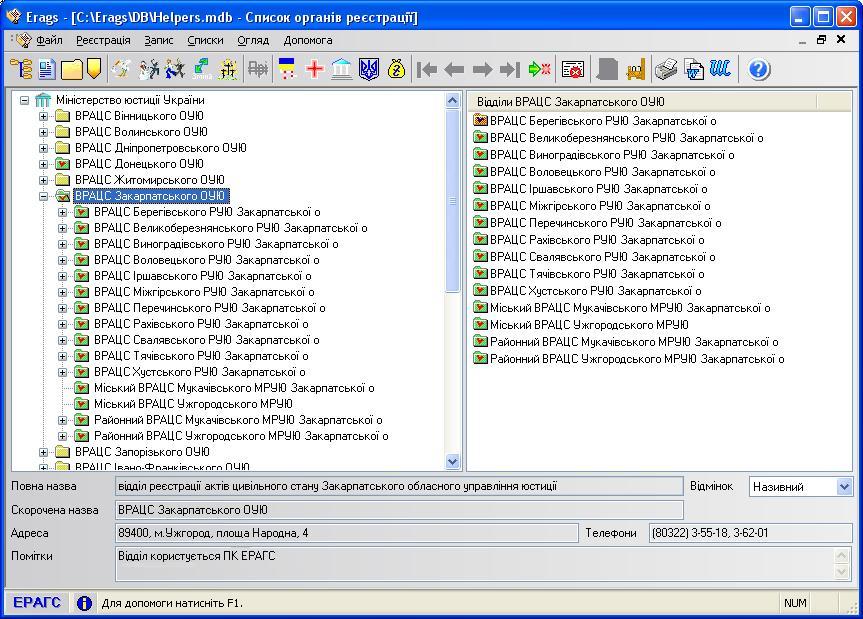 Erags - [C:\Erags\DB\Helpers.mdb - Список органів реєстрації]
Файл Реєстрація Запис Списки Огляд Допомога
Міністерство юстиції України
ВРАЦС Вінницького ОУЮ
ВРАЦС Волинського ОУЮ
ВРАЦС Дніпропетровського ОУЮ
ВРАЦС Донецького ОУЮ
ВРАЦС Житомирського ОУЮ
ВРАЦС Закарпатського ОУЮ
ВРАЦС Берегівського РУЮ Закарпатської о
ВРАЦС Великоберезнянського РУЮ Закарпатської о
ВРАЦС Виноградівського РУЮ Закарпатської о
ВРАЦС Воловецького РУЮ Закарпатської о
ВРАЦС Іршавського РУЮ Закарпатської о
ВРАЦС Міжгірського РУЮ Закарпатської о
ВРАЦС Перечинського РУЮ Закарпатської о
ВРАЦС Рахівського РУЮ Закарпатської о
ВРАЦС Свалявського РУЮ Закарпатської о
ВРАЦС Тячівського РУЮ Закарпатської о
ВРАЦС Хустського РУЮ Закарпатської о
Міський ВРАЦС Мукачівського МРУЮ Закарпатської о
Міський ВРАЦС Ужгородського МРУЮ
Районний ВРАЦС Мукачівського МРУЮ Закарпатської о
Районний ВРАЦС Ужгородського МРУЮ Закарпатської о
ВРАЦС Запорізького ОУЮ
ВРАЦС Івано-Франківського ОУЮ
Відділи ВРАЦС Закарпатського ОУЮ
ВРАЦС Берегівського РУЮ Закарпатської о
ВРАЦС Великоберезнянського РУЮ Закарпатської о
ВРАЦС Виноградівського РУЮ Закарпатської о
ВРАЦС Воловецького РУЮ Закарпатської о
ВРАЦС Іршавського РУЮ Закарпатської о
ВРАЦС Міжгірського РУЮ Закарпатської о
ВРАЦС Перечинського РУЮ Закарпатської о
ВРАЦС Рахівського РУЮ Закарпатської о
ВРАЦС Свалявського РУЮ Закарпатської о
ВРАЦС Тячівського РУЮ Закарпатської о
ВРАЦС Хустського РУЮ Закарпатської о
Міський ВРАЦС Мукачівського МРУЮ Закарпатської о
Міський ВРАЦС Ужгородського МРУЮ
Районний ВРАЦС Мукачівського МРУЮ Закарпатської о
Районний ВРАЦС Ужгородського МРУЮ Закарпатської о
Повна назва відділ реєстрації актів цивільного стану Закарпатського обласного управління юстиції Відмінок Називний
Скорочена назва ВРАЦС Закарпатського ОУЮ
Адреса 89400, м.Ужгород, площа Народна, 4 Телефони (80322) 3-55-18, 3-62-01
Помітки Відділ користується ПК ЕРАГС
ЕРАГС Для допомоги натисніть F1. NUM